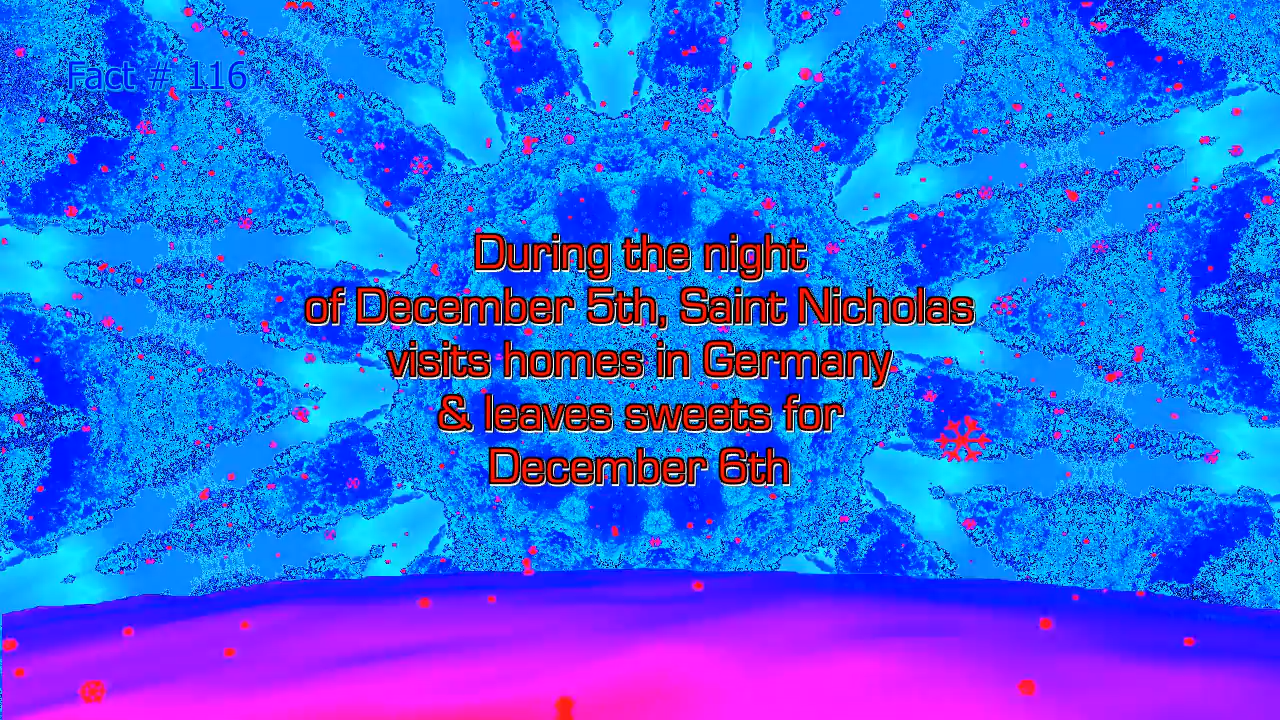 Fact # 116
During the night
of December 5th, Saint Nicholas
visits homes in Germany
& leaves sweets for
December 6th